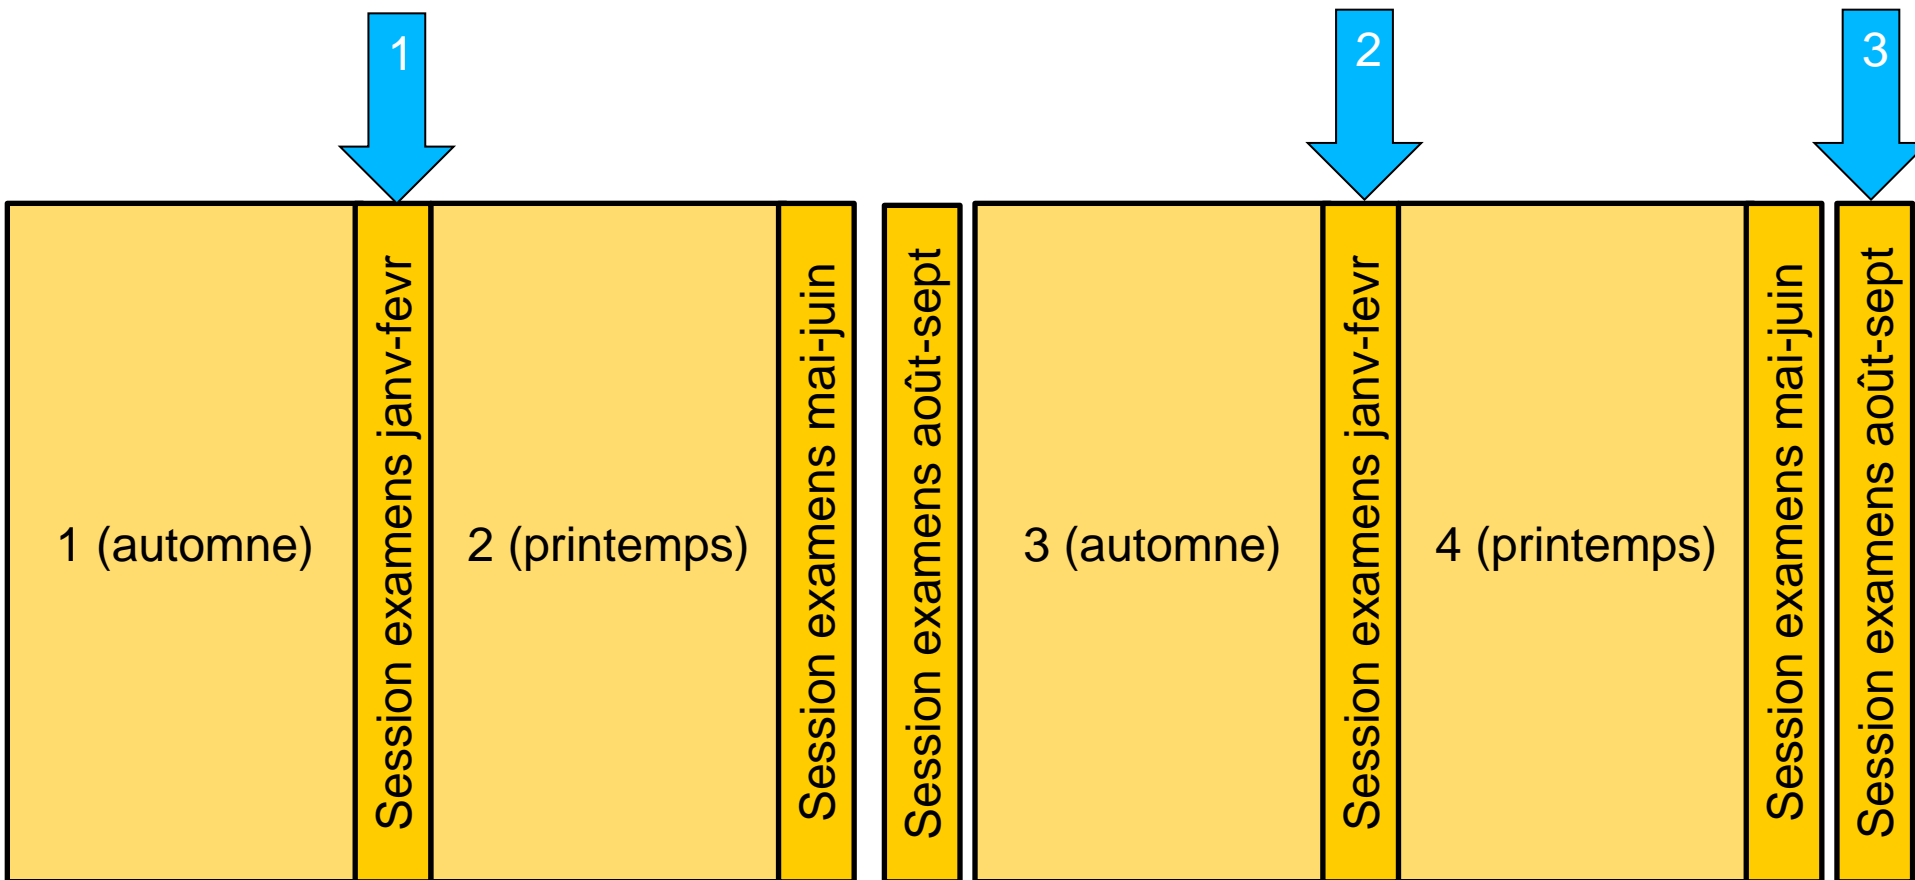 1
2
3
1 (automne)
Session examens janv-fevr
2 (printemps)
Session examens mai-juin
Session examens août-sept
3 (automne)
Session examens janv-fevr
4 (printemps)
Session examens mai-juin
Session examens août-sept